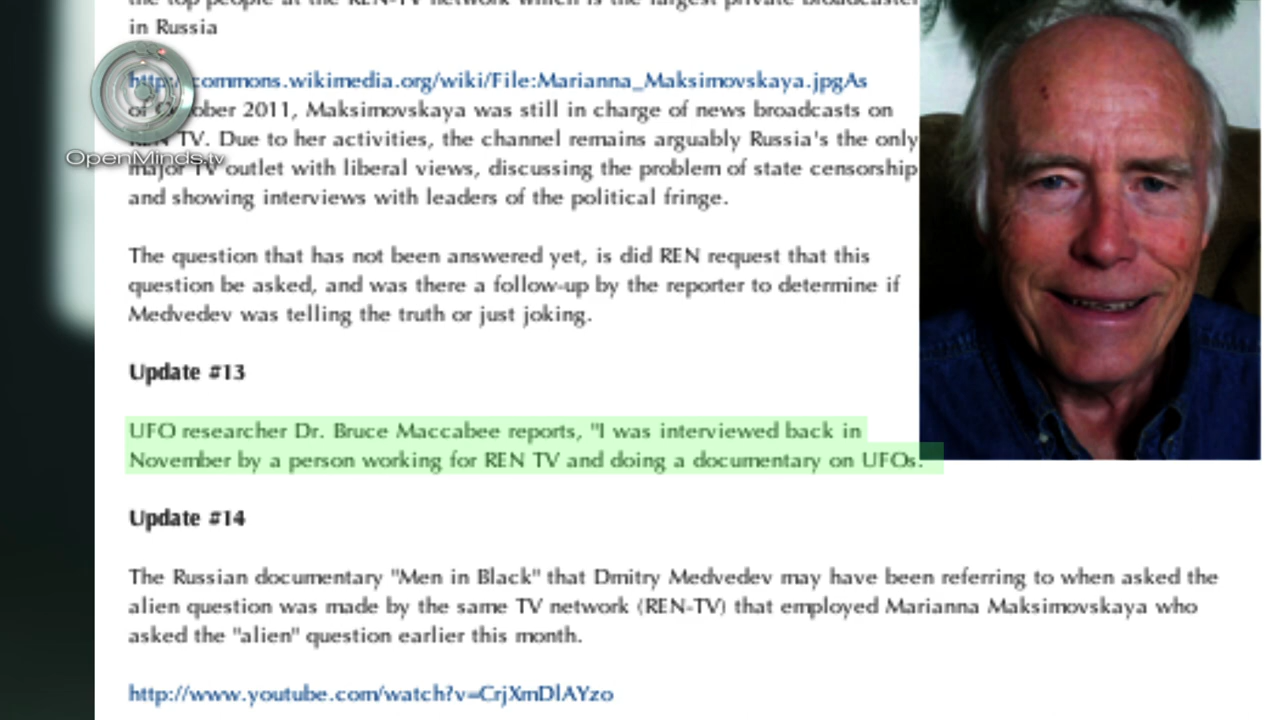 the top people at the REN-TV network which is the largest private broadcaster
in Russia
http://commons.wikimedia.org/wiki/File:Marianna_Maksimovskaya.jpgAs
of October 2011, Maksimovskaya was still in charge of news broadcasts on
REN TV. Due to her activities, the channel remains arguably Russia's the only
OpenMinds.tv
major TV outlet with liberal views, discussing the problem of state censorship
and showing interviews with leaders of the political fringe.
The question that has not been answered yet, is did REN request that this
question be asked, and was there a follow-up by the reporter to determine if
Medvedev was telling the truth or just joking.
Update #13
UFO researcher Dr. Bruce Maccabee reports, "I was interviewed back in
November by a person working for REN TV and doing a documentary on UFOs.
Update #14
The Russian documentary "Men in Black" that Dmitry Medvedev may have been referring to when asked the
alien question was made by the same TV network (REN-TV) that employed Marianna Maksimovskaya who
asked the "alien" question earlier this month.
http://www.youtube.com/watch?v=CrjXmDlAYzo